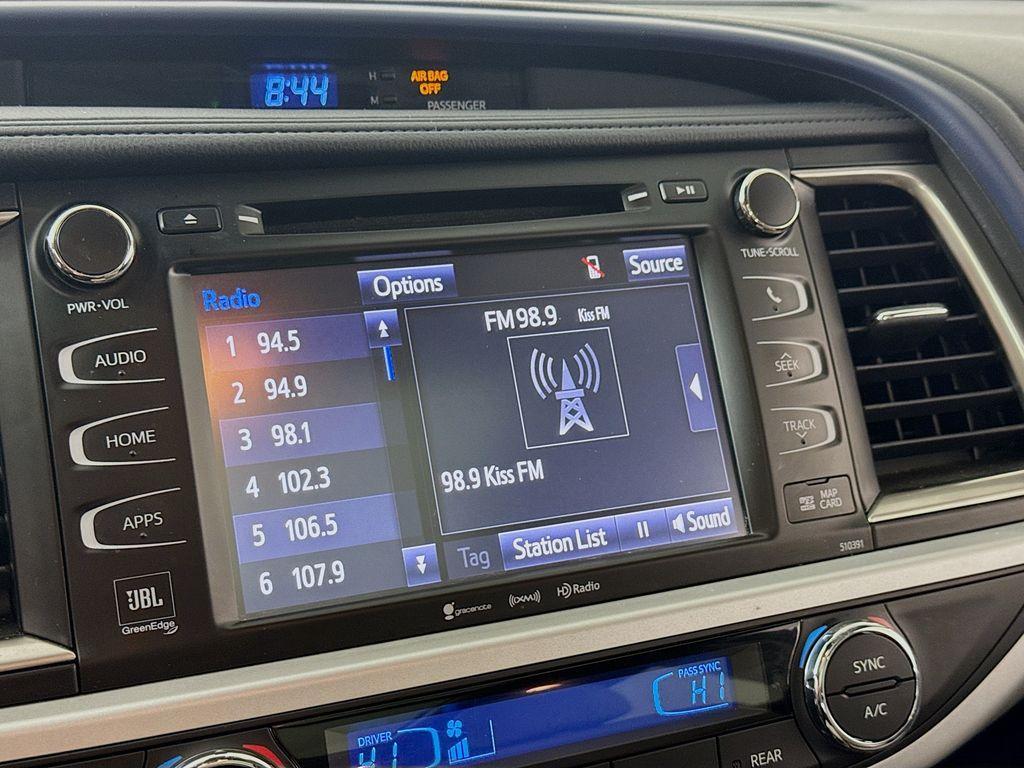 8:44
H
M
AIR BAG
OFF
PASSENGER
PWR•VOL
TUNE•SCROLL
AUDIO
HOME
APPS
JBL
GreenEdge
Radio
Options
Source
1 94.5
2 94.9
3 98.1
4 102.3
5 106.5
6 107.9
FM 98.9 Kiss FM
98.9 Kiss FM
Tag
Station List
Sound
SEEK
TRACK
MAP
CARD
510391
gracenote
((XM))
HD Radio
PASS SYNC
HI
DRIVER
HI
SYNC
A/C
REAR